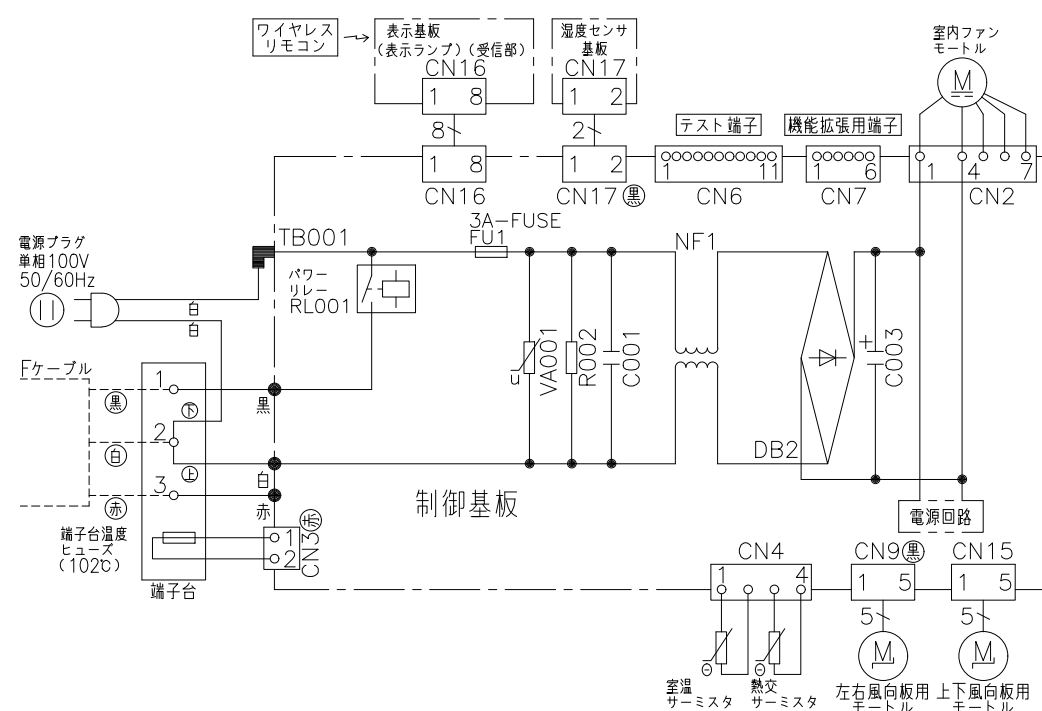 ワイヤレス
リモコン
表示基板
(表示ランプ)(受信部)
CN16
1 8
8
1 8
CN16
湿度センサ
基板
CN17
1 2
2
1 2
CN17 黒
テスト端子
1 11
CN6
機能拡張用端子
1 6
CN7
室内ファン
モートル
M
1 4 7
CN2
電源プラグ
単相100V
50/60Hz
白
白
TB001
パワー
リレー
RL001
3A-FUSE
FU1
NF1
VA001
u
R002
C001
+
C003
DB2
Fケーブル
黒
白
赤
1
2
3
下
上
黒
白
赤
端子台温度
ヒューズ
(102℃)
端子台
1
2
CN3赤
制御基板
電源回路
CN4
1 4
室温
サーミスタ
熱交
サーミスタ
CN9黒
1 5
5
M
左右風向板用
モートル
CN15
1 5
5
M
上下風向板用
モートル